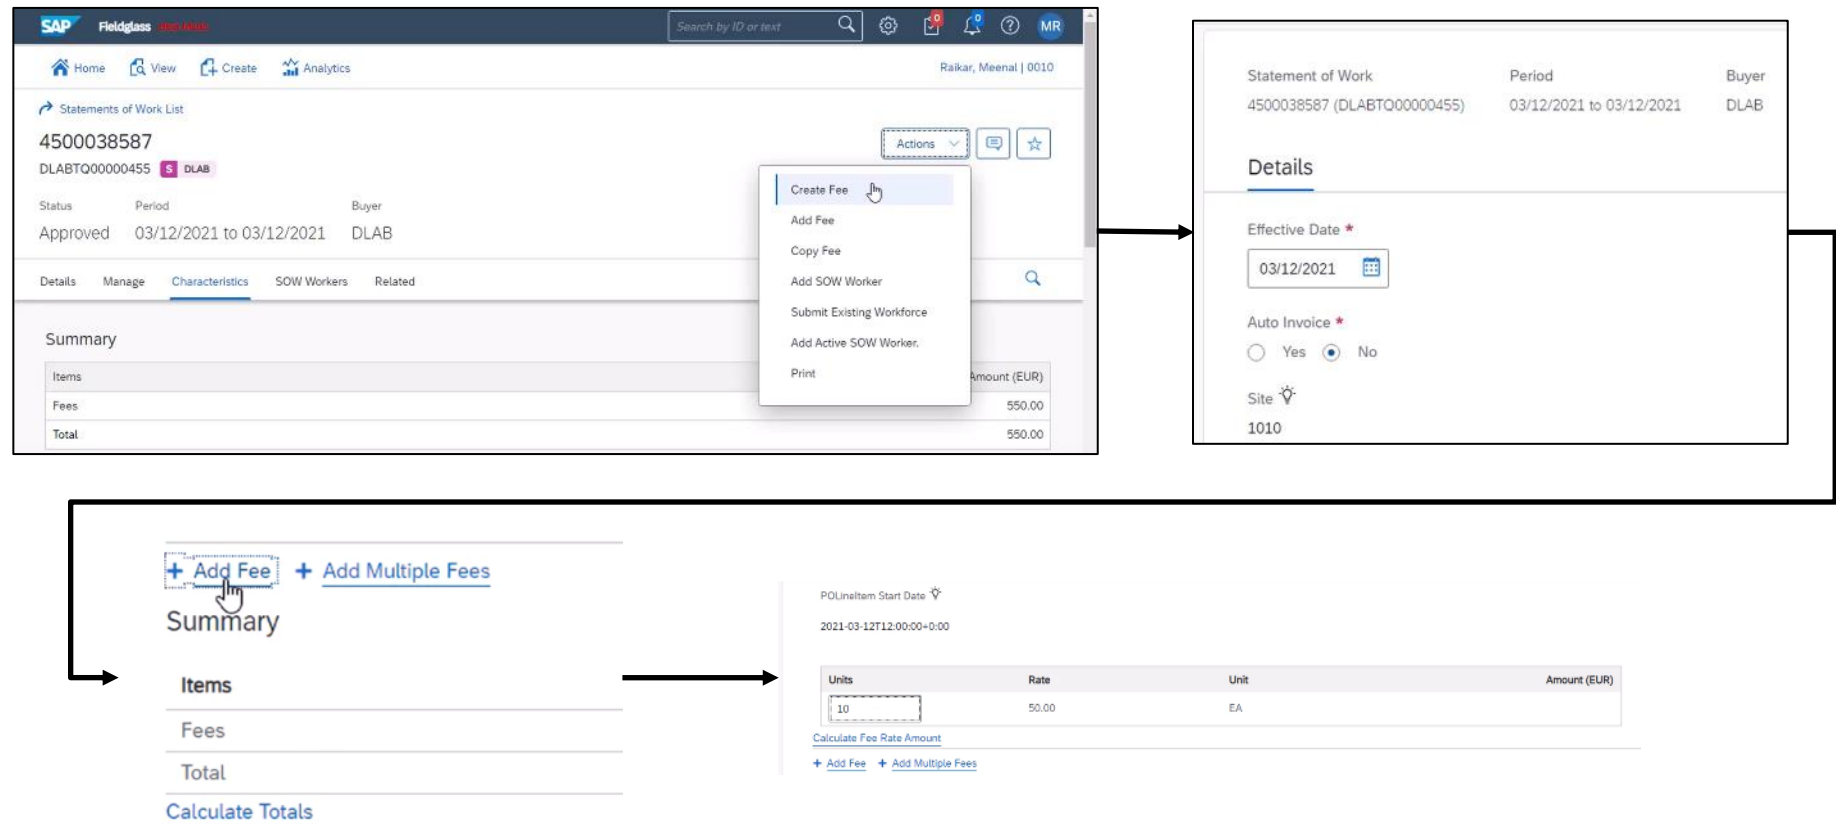 SAP Fieldglass
Search by ID or text
0
0
MR
Home View Create Analytics
Raikar, Meenal | 0010
Statements of Work List
4500038587
Actions
DLABTQ00000455 S DLAB
Create Fee
Add Fee
Copy Fee
Add SOW Worker
Submit Existing Workforce
Add Active SOW Worker.
Print
Status Period Buyer
Approved 03/12/2021 to 03/12/2021 DLAB
Details Manage Characteristics SOW Workers Related
Summary
Items Amount (EUR)
Fees 550.00
Total 550.00
Statement of Work Period Buyer
4500038587 (DLABTQ00000455) 03/12/2021 to 03/12/2021 DLAB
Details
Effective Date *
03/12/2021
Auto Invoice *
Yes No
Site
1010
+ Add Fee + Add Multiple Fees
Summary
Items
Fees
Total
Calculate Totals
POLineItem Start Date
2021-03-12T12:00:00+0:00
Units Rate Unit Amount (EUR)
10 50.00 EA
Calculate Fee Rate Amount
+ Add Fee + Add Multiple Fees